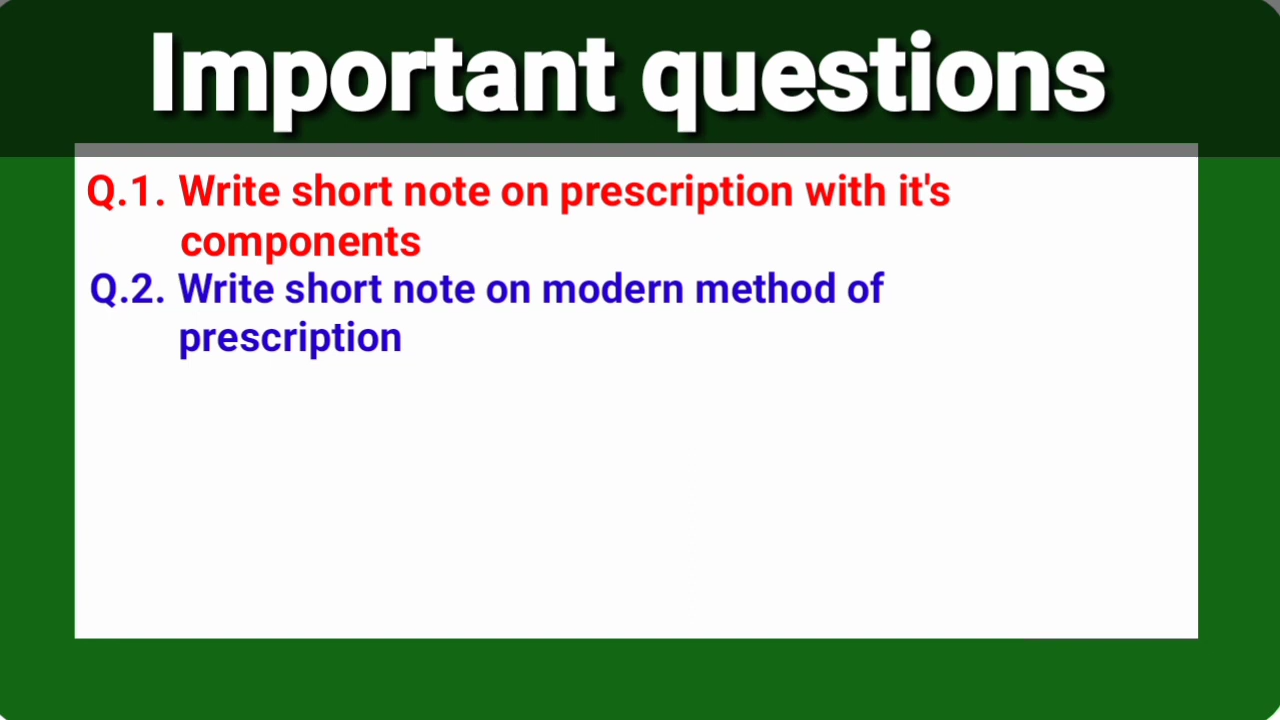 Important questions
Q.1. Write short note on prescription with it's
components
Q.2. Write short note on modern method of
prescription